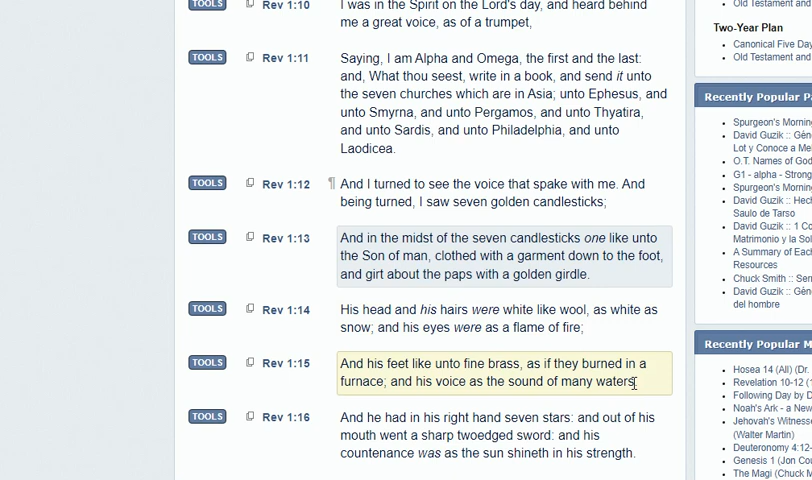 TOOLS Rev 1:10 I was in the Spirit on the Lord's day, and heard behind
me a great voice, as of a trumpet,
TOOLS Rev 1:11 Saying, I am Alpha and Omega, the first and the last:
and, What thou seest, write in a book, and send it unto
the seven churches which are in Asia; unto Ephesus, and
unto Smyrna, and unto Pergamos, and unto Thyatira,
and unto Sardis, and unto Philadelphia, and unto
Laodicea.
TOOLS Rev 1:12 ¶ And I turned to see the voice that spake with me. And
being turned, I saw seven golden candlesticks;
TOOLS Rev 1:13 And in the midst of the seven candlesticks one like unto
the Son of man, clothed with a garment down to the foot,
and girt about the paps with a golden girdle.
TOOLS Rev 1:14 His head and his hairs were white like wool, as white as
snow; and his eyes were as a flame of fire;
TOOLS Rev 1:15 And his feet like unto fine brass, as if they burned in a
furnace; and his voice as the sound of many waters.
TOOLS Rev 1:16 And he had in his right hand seven stars: and out of his
mouth went a sharp twoedged sword: and his
countenance was as the sun shineth in his strength.
Old Testament and
Two-Year Plan
Canonical Five Day
Old Testament and
Recently Popular Pa
Spurgeon's Morning
David Guzik :: Gén
Lot y Conoce a Me
O.T. Names of God
G1 - alpha - Strong
Spurgeon's Morning
David Guzik :: Hech
Saulo de Tarso
David Guzik :: 1 Co
Matrimonio y la So
A Summary of Each
Resources
Chuck Smith :: Ser
David Guzik :: Gén
del hombre
Recently Popular M
Hosea 14 (All) (Dr.
Revelation 10-12 (1
Following Day by D
Noah's Ark - a New
Jehovah's Witnesse
(Walter Martin)
Deuteronomy 4:12-
Genesis 1 (Jon Cou
The Magi (Chuck M